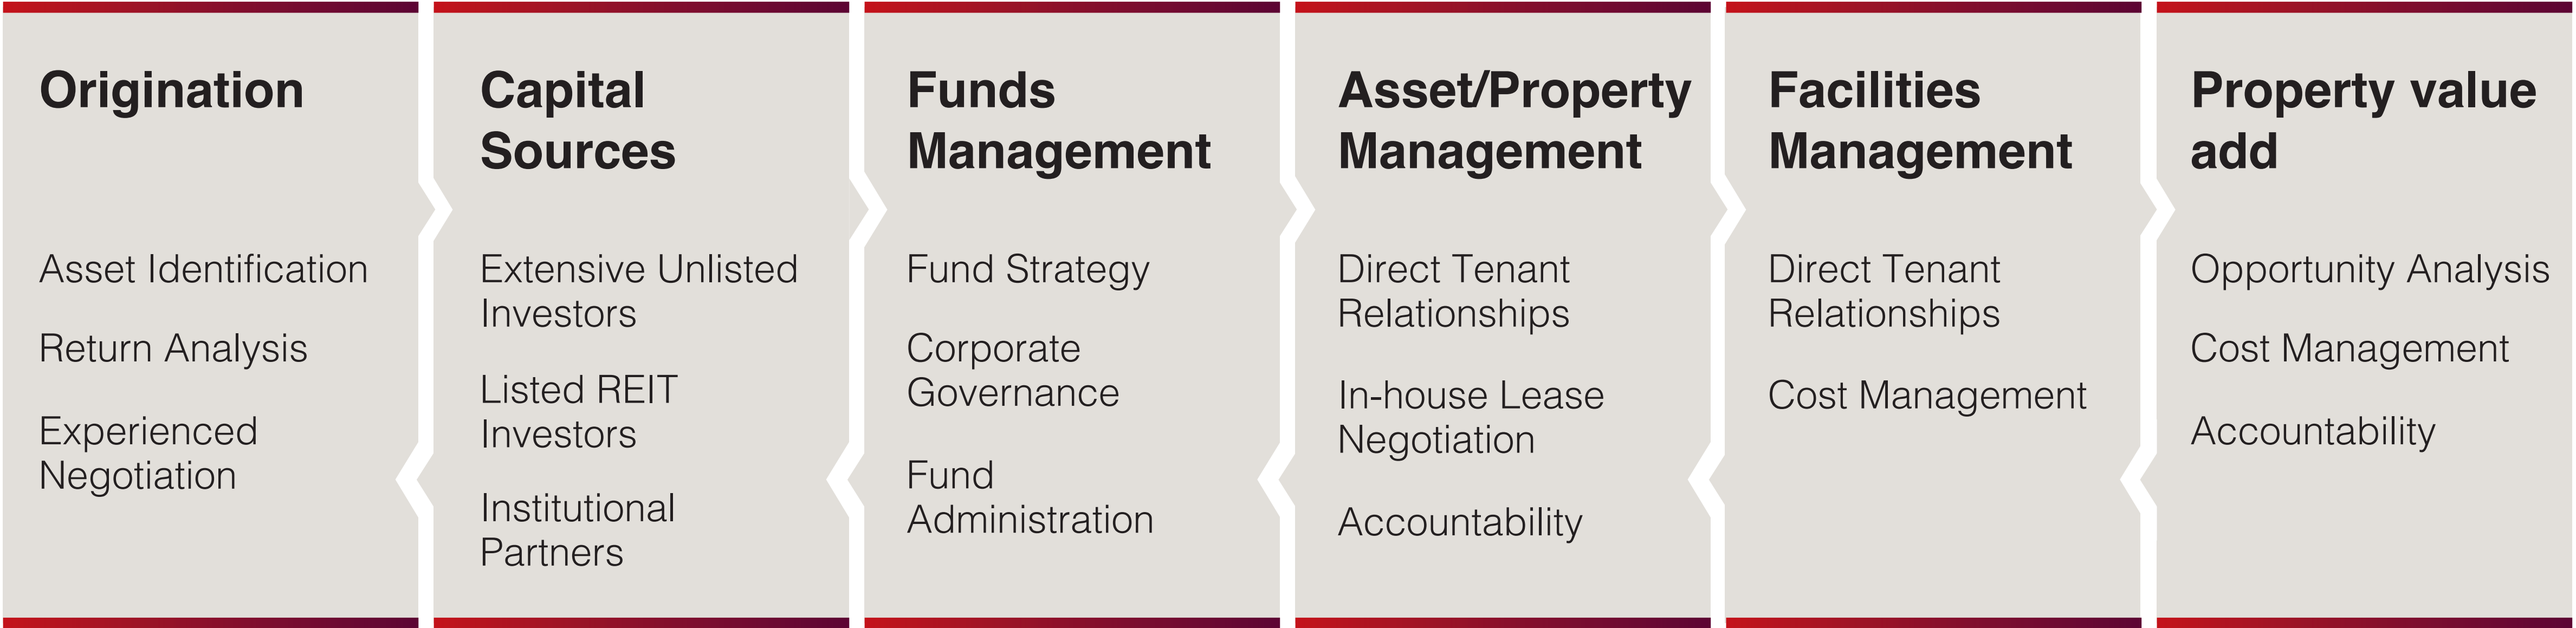 Origination
Asset Identification
Return Analysis
Experienced
Negotiation
Capital
Sources
Extensive Unlisted
Investors
Listed REIT
Investors
Institutional
Partners
Funds
Management
Fund Strategy
Corporate
Governance
Fund
Administration
Asset/Property
Management
Direct Tenant
Relationships
In-house Lease
Negotiation
Accountability
Facilities
Management
Direct Tenant
Relationships
Cost Management
Property value
add
Opportunity Analysis
Cost Management
Accountability